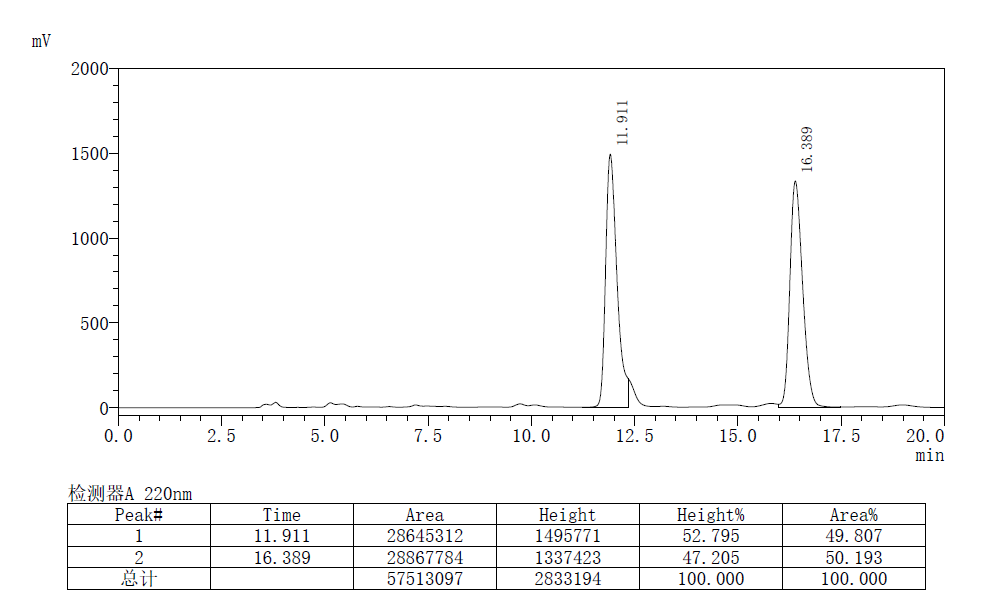 mV
2000
1500
1000
500
0
11.911
16.389
0.0 2.5 5.0 7.5 10.0 12.5 15.0 17.5 20.0
min
检测器A 220nm
Peak# Time Area Height Height% Area%
1 11.911 28645312 1495771 52.795 49.807
2 16.389 28867784 1337423 47.205 50.193
总计 57513097 2833194 100.000 100.000